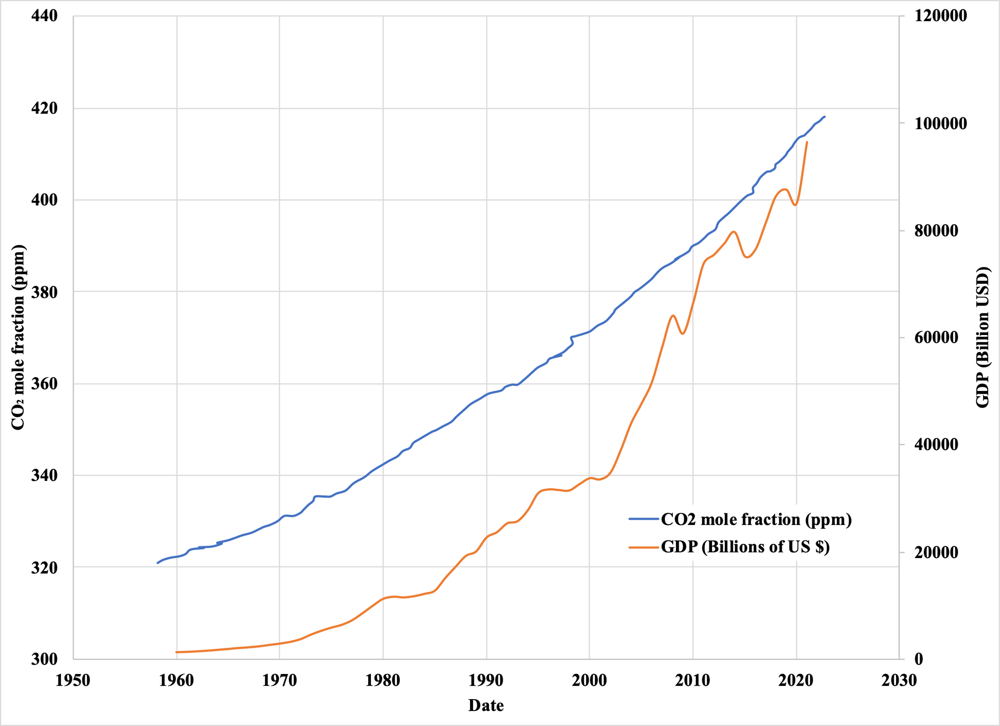 440
420
400
380
360
340
320
300
CO₂ mole fraction (ppm)
120000
100000
80000
60000
40000
20000
0
GDP (Billion USD)
CO2 mole fraction (ppm)
GDP (Billions of US $)
1950 1960 1970 1980 1990 2000 2010 2020 2030
Date